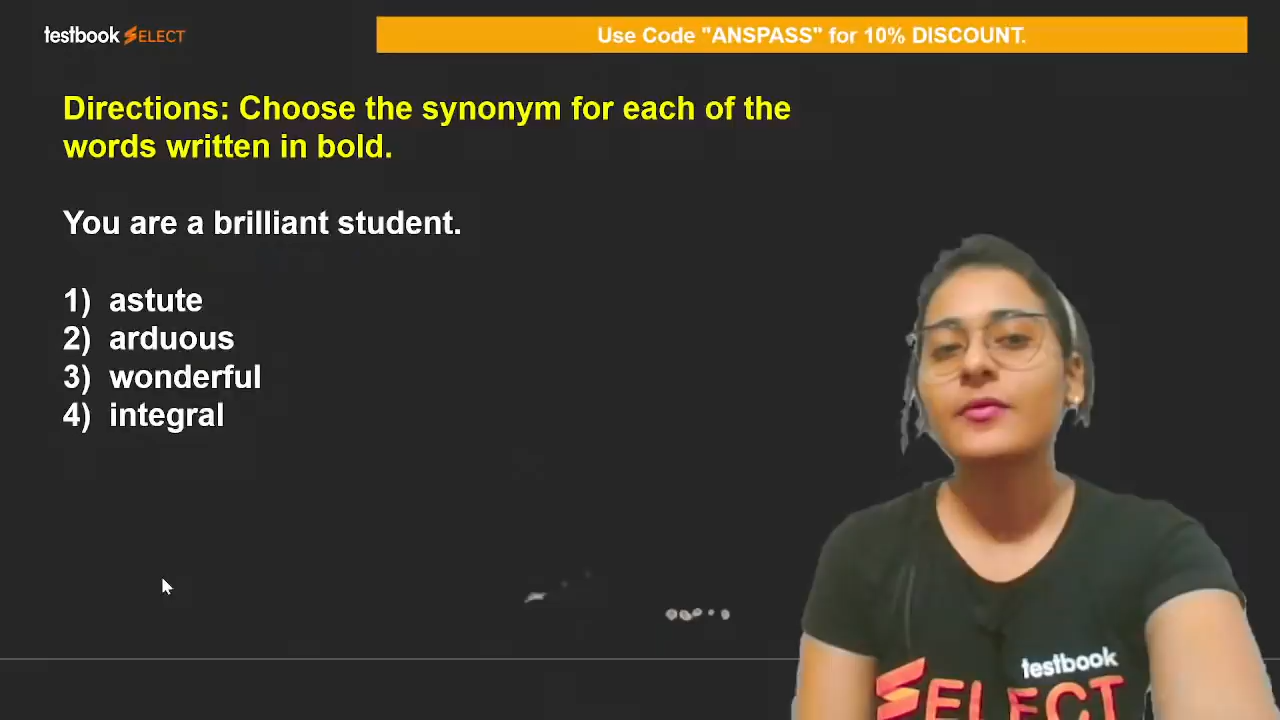 testbook SELECT
Use Code "ANSPASS" for 10% DISCOUNT.
Directions: Choose the synonym for each of the
words written in bold.
You are a brilliant student.
1) astute
2) arduous
3) wonderful
4) integral
testbook
SELECT